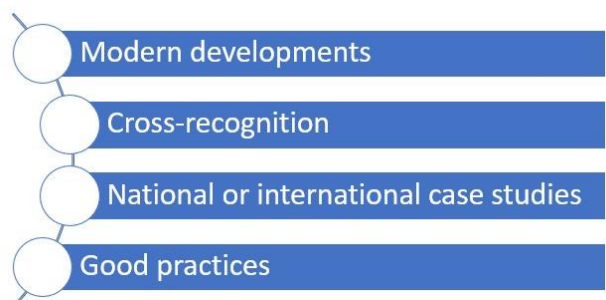 Modern developments
Cross-recognition
National or international case studies
Good practices